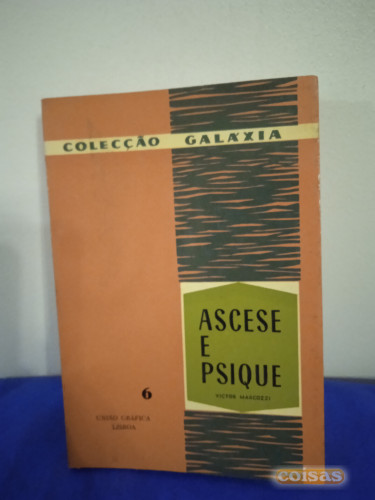 COLECÇÃO GALÁXIA
ASCESE
E
PSIQUE
VICTOR MARCOZZI
6
UNIÃO GRÁFICA
LISBOA
coisas